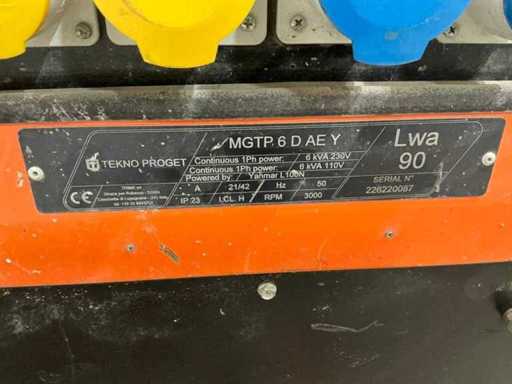 MGTP 6 D AE Y
TEKNO PROGET
Continuous 1Ph power: 6 kVA 230V
Continuous 1Ph power: 6 kVA 110V
Powered by: Yanmar L100N
A 21/42 Hz 50
IP 23 I.CL. H RPM 3000
Lwa
90
SERIAL N°
226220087